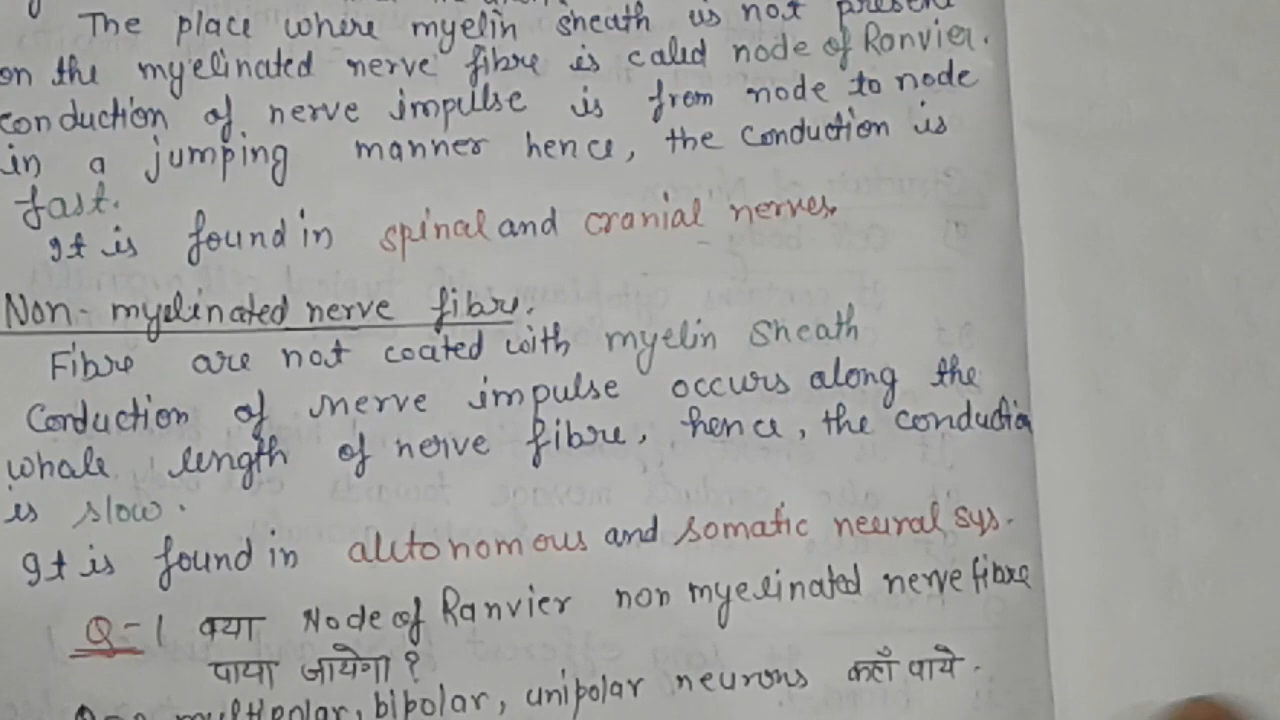 The place where myelin sheath is not present
on the myelinated nerve fibre is called node of Ranvier.
conduction of nerve impulse is from node to node
in a jumping manner hence, the conduction is
fast.
It is found in spinal and cranial nerves.
Non-myelinated nerve fibre.
Fibre are not coated with myelin sheath
Conduction of nerve impulse occurs along the
whole length of nerve fibre, hence, the conduction
is slow.
It is found in autonomous and somatic neural sys.
Q-1 क्या Node of Ranvier non myelinated nerve fibre
पाया जायेगा ?
multipolar, bipolar, unipolar neurons कहाँ पाये.